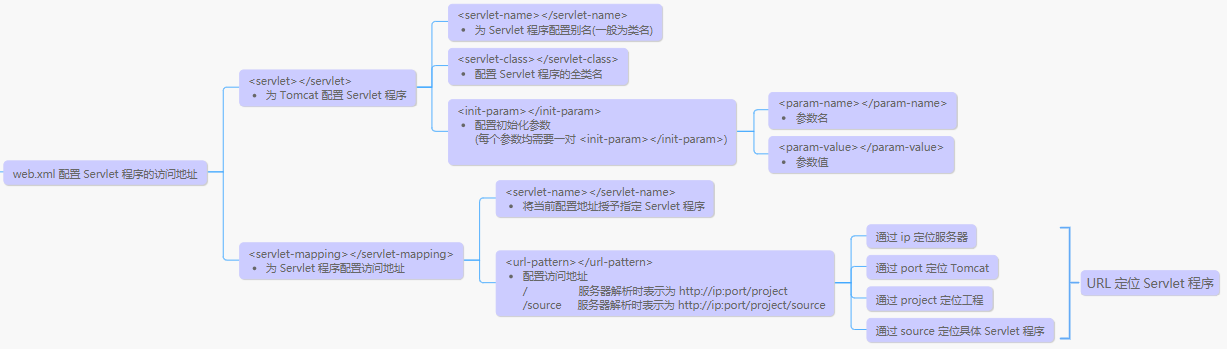 web.xml 配置 Servlet 程序的访问地址
<servlet></servlet>
• 为 Tomcat 配置 Servlet 程序
<servlet-name></servlet-name>
• 为 Servlet 程序配置别名(一般为类名)
<servlet-class></servlet-class>
• 配置 Servlet 程序的全类名
<init-param></init-param>
• 配置初始化参数
(每个参数均需要一对 <init-param></init-param>)
<param-name></param-name>
• 参数名
<param-value></param-value>
• 参数值
<servlet-mapping></servlet-mapping>
• 为 Servlet 程序配置访问地址
<servlet-name></servlet-name>
• 将当前配置地址授予指定 Servlet 程序
<url-pattern></url-pattern>
• 配置访问地址
/ 服务器解析时表示为 http://ip:port/project
/source 服务器解析时表示为 http://ip:port/project/source
通过 ip 定位服务器
通过 port 定位 Tomcat
通过 project 定位工程
通过 source 定位具体 Servlet 程序
URL 定位 Servlet 程序